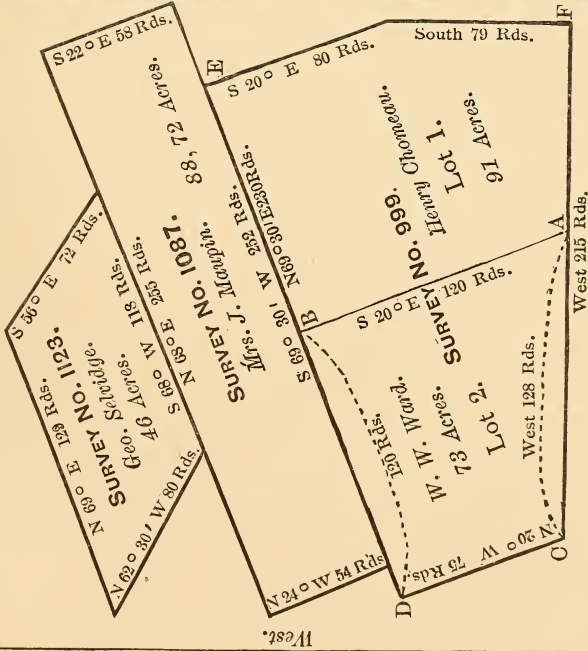 S 22° E 58 Rds.
E
S 20° E 80 Rds.
South 79 Rds.
F
S 56° E 72 Rds.
N 69° E 129 Rds.
SURVEY No. 1123.
Geo. Selvidge.
46 Acres.
S 68° W 118 Rds.
N 62° 30' W 80 Rds.
N 68° E 255 Rds.
SURVEY No. 1087.
Mrs. J. Maupin. 88,72 Acres.
S 69° 30' W 252 Rds.
N 69° 30' E 230 Rds.
N 24° W 54 Rds
SURVEY No. 999.
Henry Chomeau.
Lot 1.
91 Acres.
A
B
S 20° E 120 Rds.
120 Rds.
W. W. Ward.
73 Acres.
Lot 2.
West 128 Rds.
West 215 Rds.
N 20° W 75 Rds.
C
D
West.